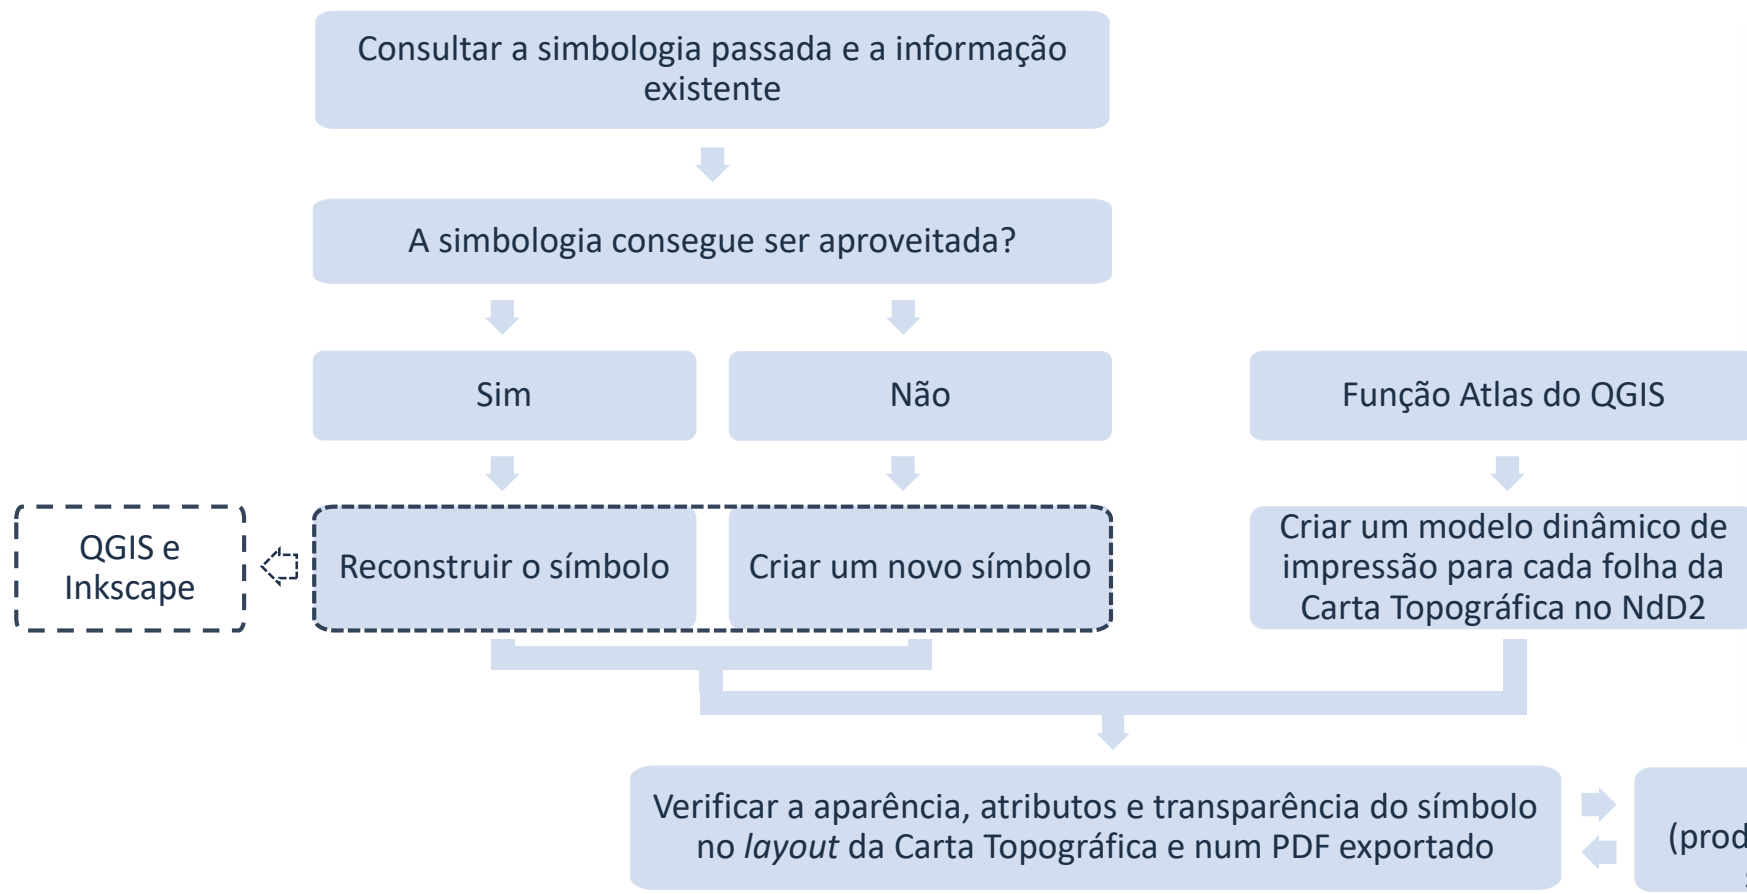 Consultar a simbologia passada e a informação
existente
A simbologia consegue ser aproveitada?
Sim
Não
Função Atlas do QGIS
QGIS e
Inkscape
Reconstruir o símbolo
Criar um novo símbolo
Criar um modelo dinâmico de
impressão para cada folha da
Carta Topográfica no NdD2
Verificar a aparência, atributos e transparência do símbolo
no layout da Carta Topográfica e num PDF exportado
(prod